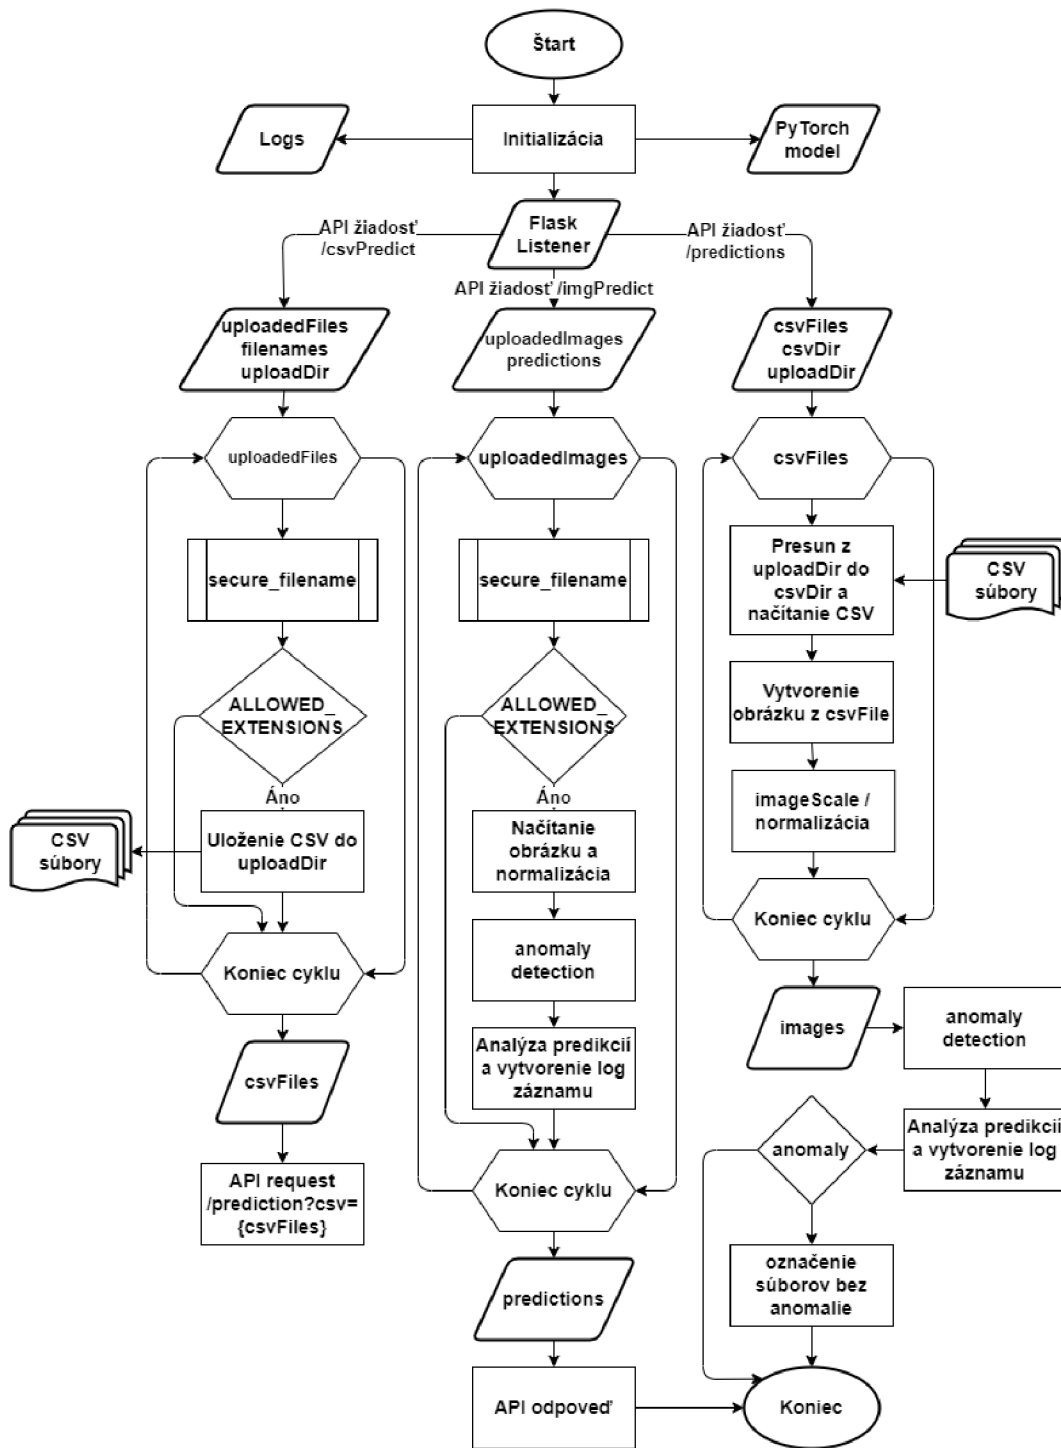 Štart
Logs
Initializácia
PyTorch
model
Flask
Listener
API žiadosť
/csvPredict
API žiadosť /imgPredict
API žiadosť
/predictions
uploadedFiles
filenames
uploadDir
uploadedImages
predictions
csvFiles
csvDir
uploadDir
uploadedFiles
uploadedImages
csvFiles
secure_filename
secure_filename
Presun z
uploadDir do
csvDir a
načítanie CSV
CSV
súbory
ALLOWED_
EXTENSIONS
ALLOWED_
EXTENSIONS
Vytvorenie
obrázku z csvFile
Áno
Áno
imageScale /
normalizácia
CSV
súbory
Uloženie CSV do
uploadDir
Načítanie
obrázku a
normalizácia
Koniec cyklu
Koniec cyklu
anomaly
detection
images
anomaly
detection
csvFiles
Analýza predikcií
a vytvorenie log
záznamu
anomaly
Analýza predikcií
a vytvorenie log
záznamu
API request
/prediction?csv=
{csvFiles}
Koniec cyklu
označenie
súborov bez
anomalie
predictions
API odpoveď
Koniec